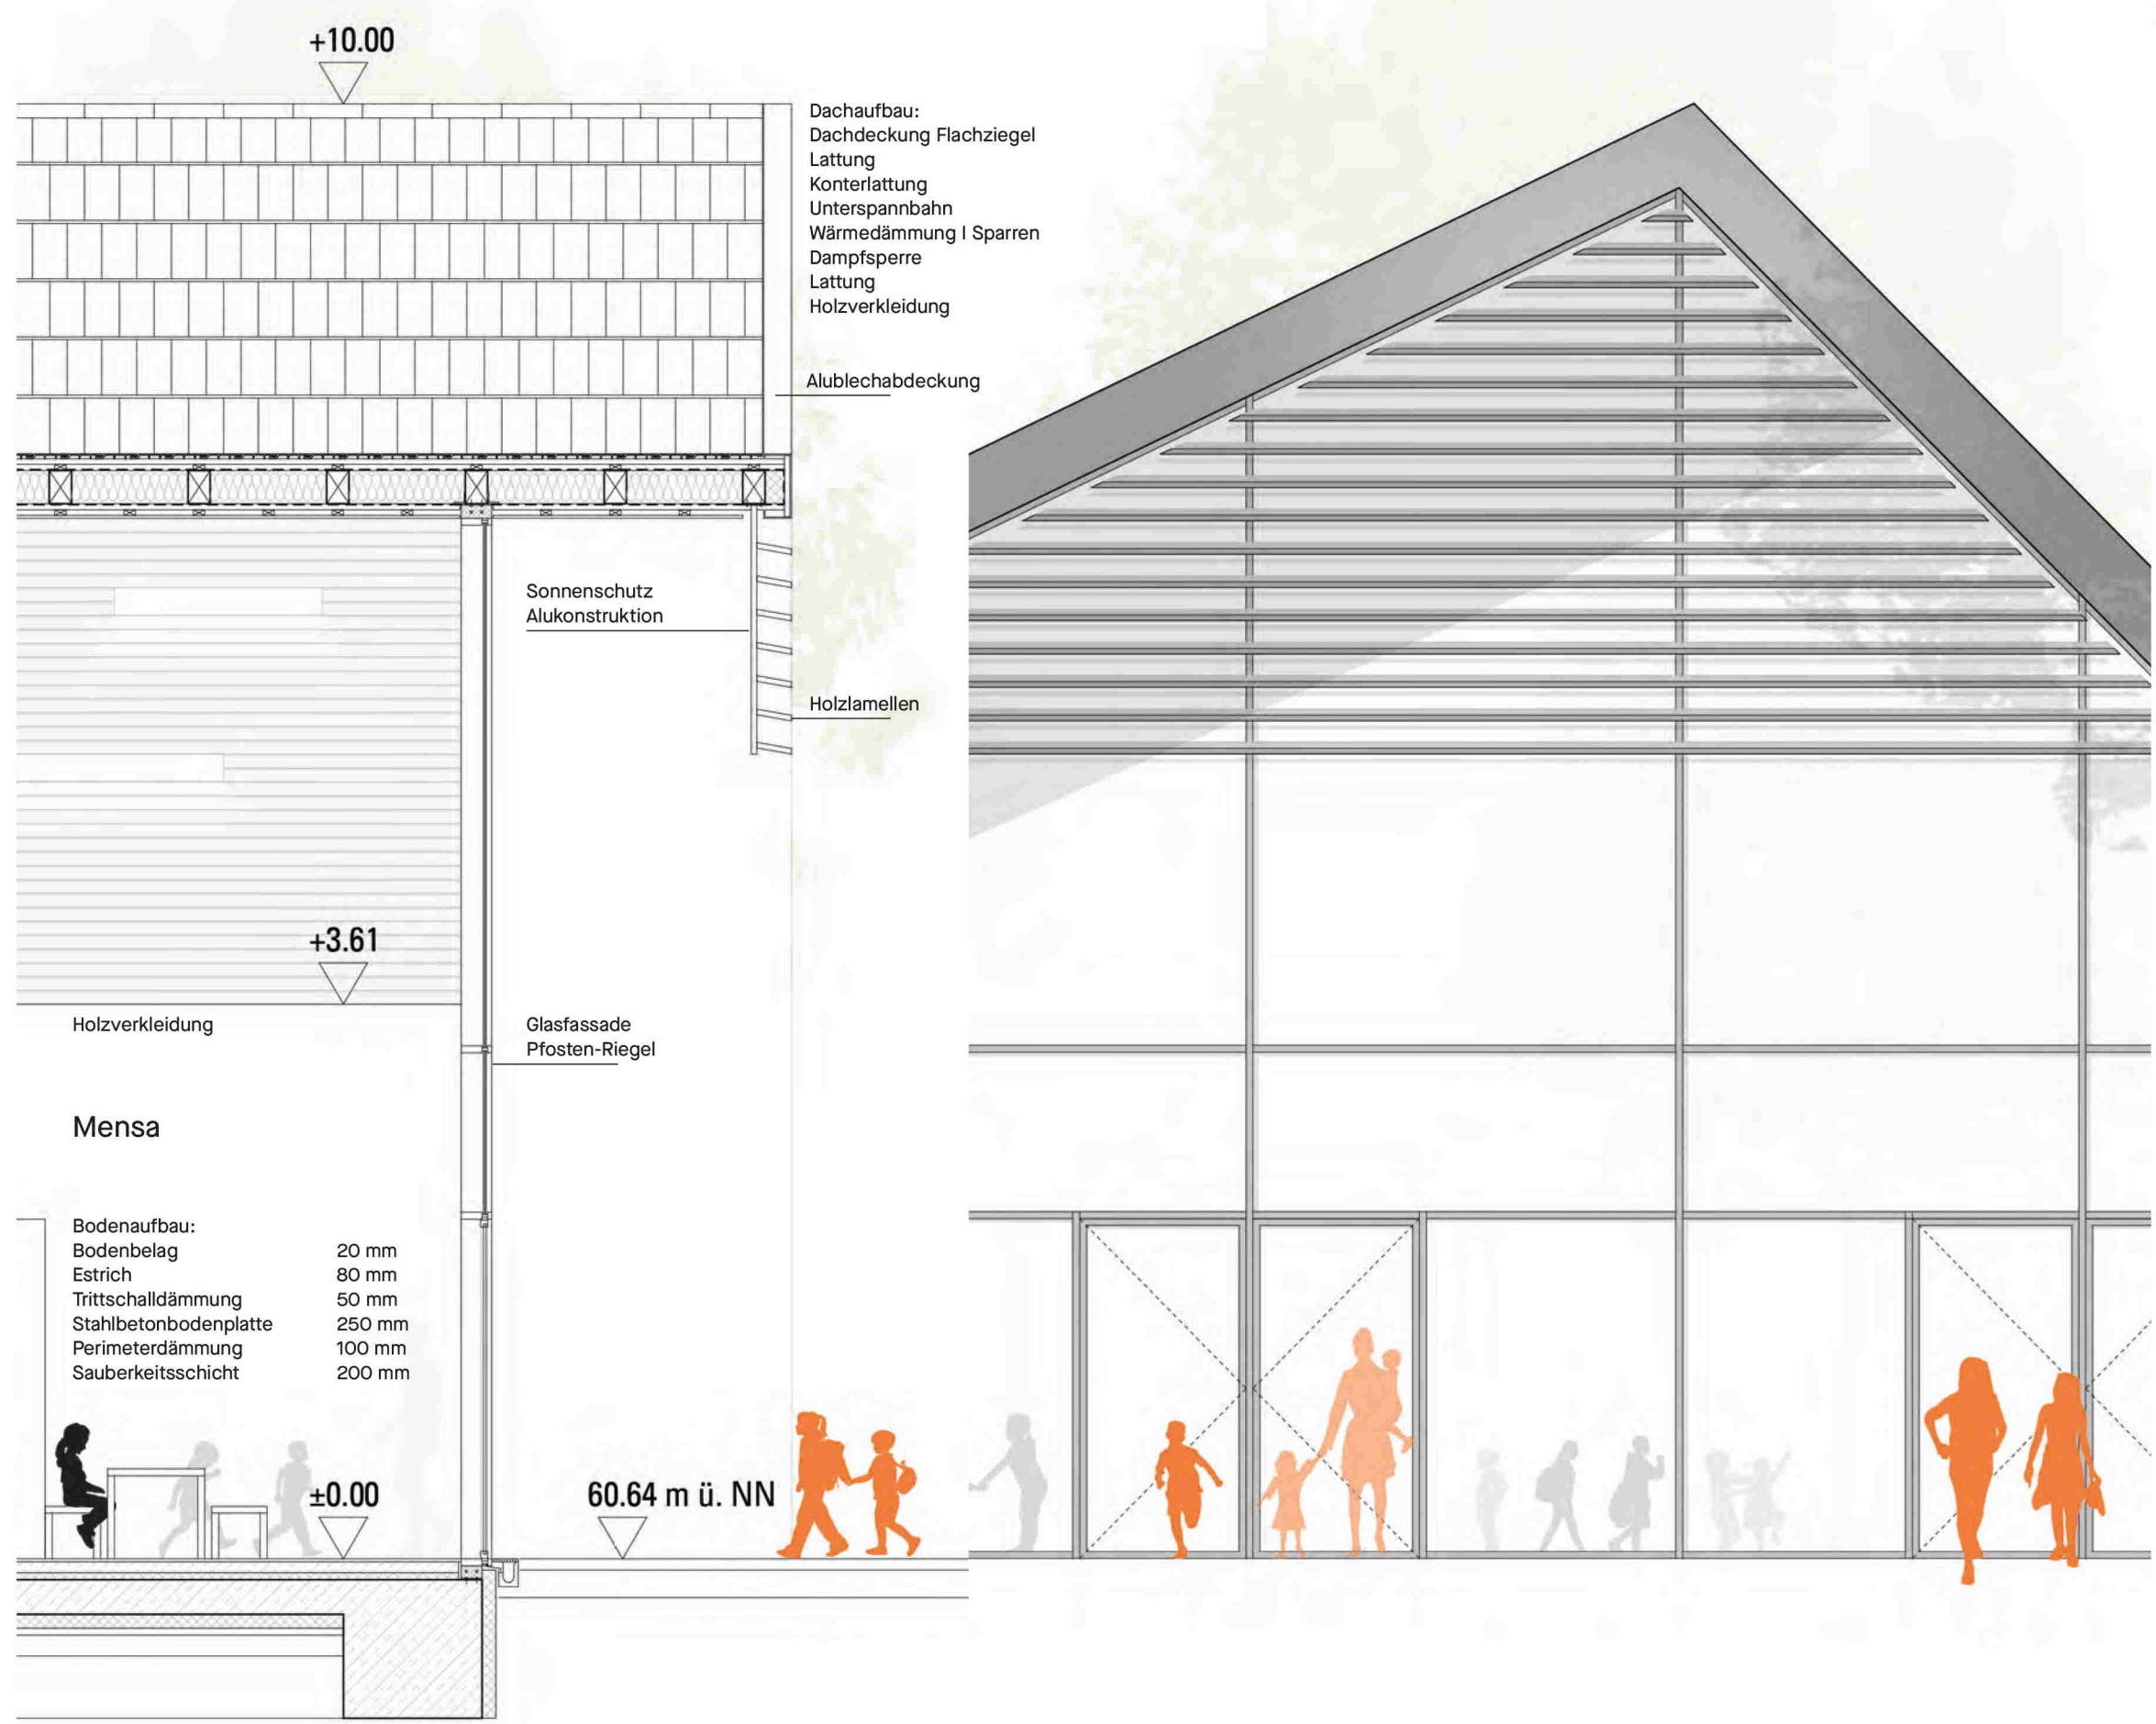 +10.00
Dachaufbau:
Dachdeckung Flachziegel
Lattung
Konterlattung
Unterspannbahn
Wärmedämmung I Sparren
Dampfsperre
Lattung
Holzverkleidung
Alublechabdeckung
Sonnenschutz
Alukonstruktion
Holzlamellen
+3.61
Holzverkleidung
Glasfassade
Pfosten-Riegel
Mensa
Bodenaufbau:
Bodenbelag 20 mm
Estrich 80 mm
Trittschalldämmung 50 mm
Stahlbetonbodenplatte 250 mm
Perimeterdämmung 100 mm
Sauberkeitsschicht 200 mm
±0.00
60.64 m ü. NN